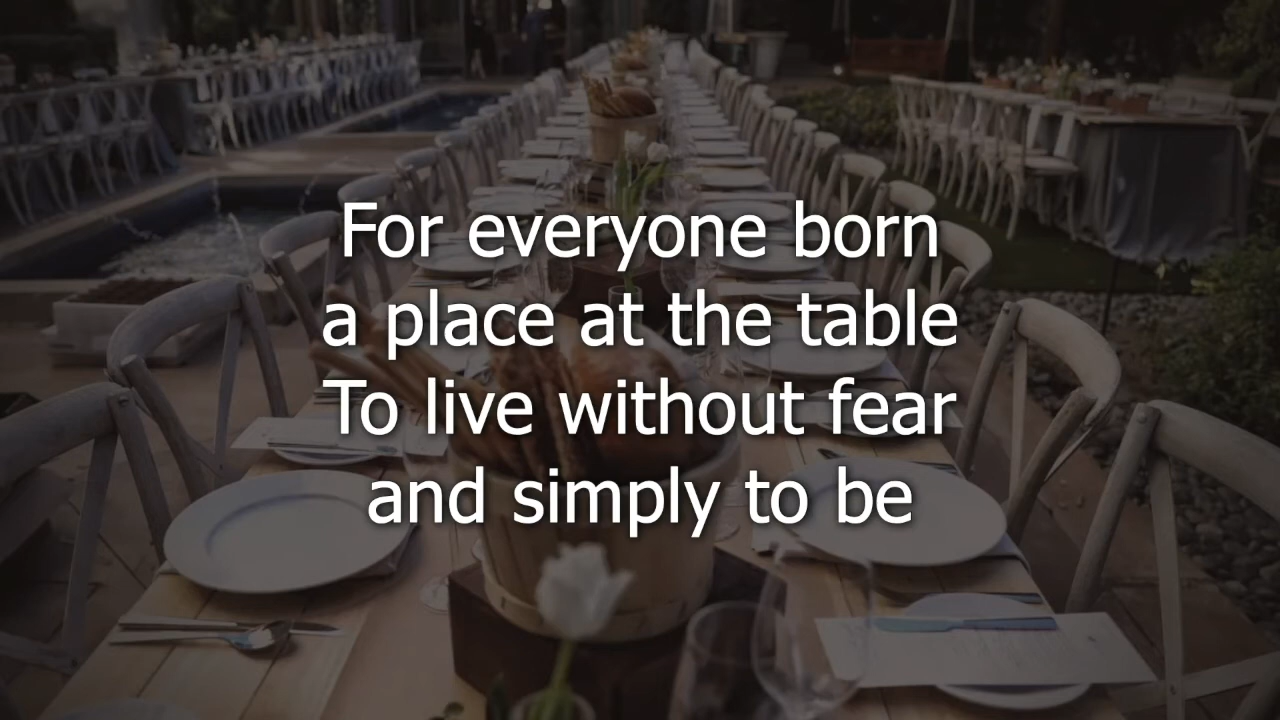 For everyone born
a place at the table
To live without fear
and simply to be